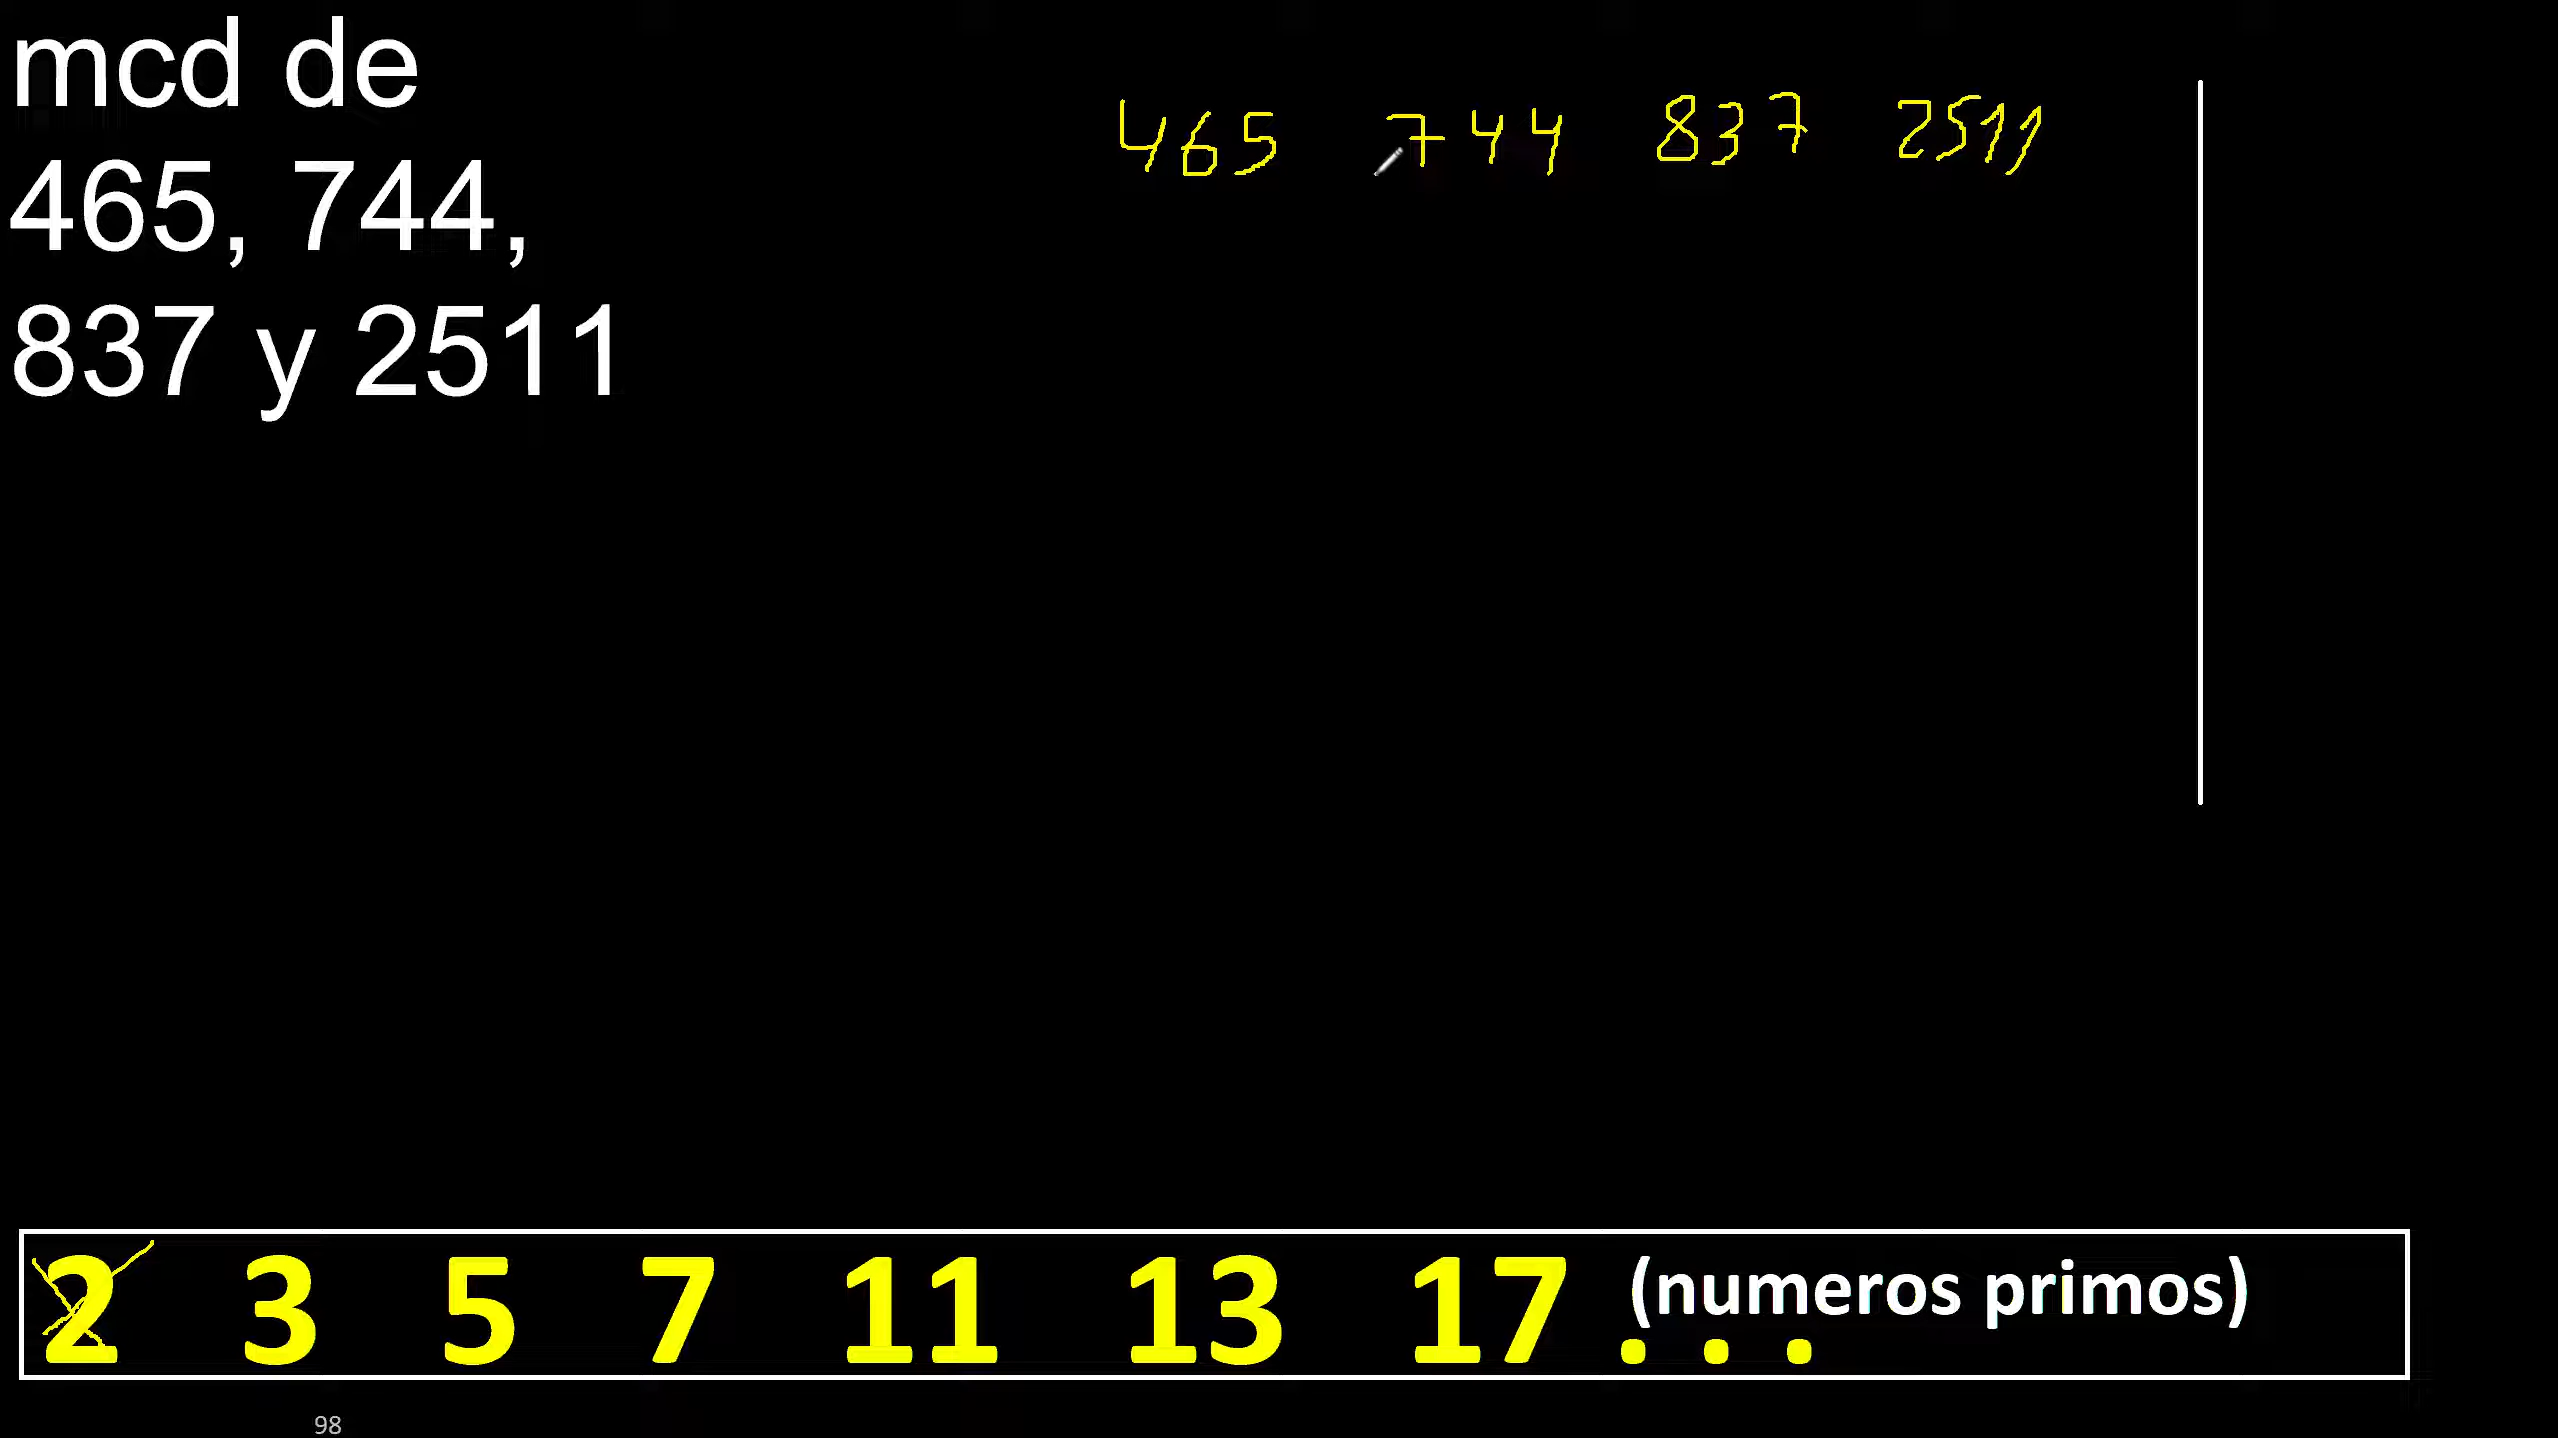 mcd de
465, 744,
837 y 2511
465 744 837 2511
2 3 5 7 11 13 17 ... (numeros primos)
98